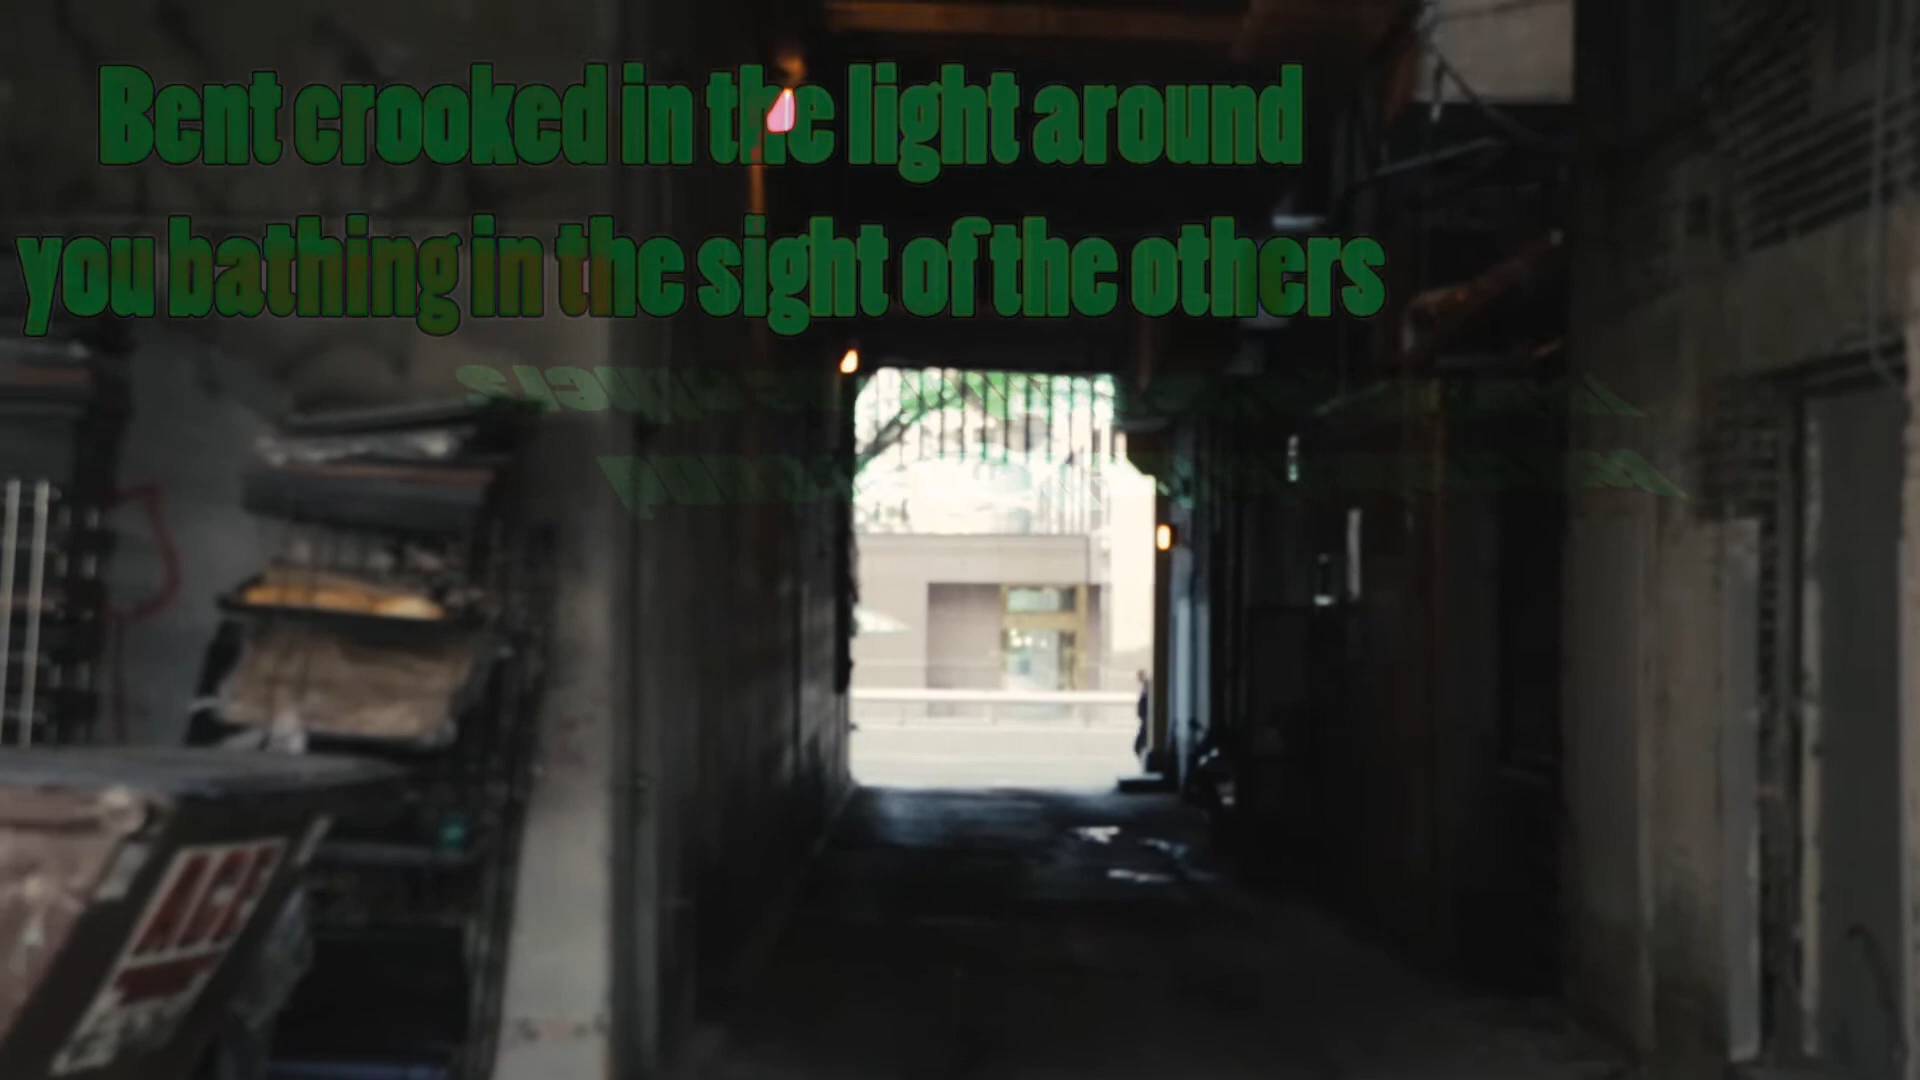 Bent crooked in the light around
you bathing in the sight of the others